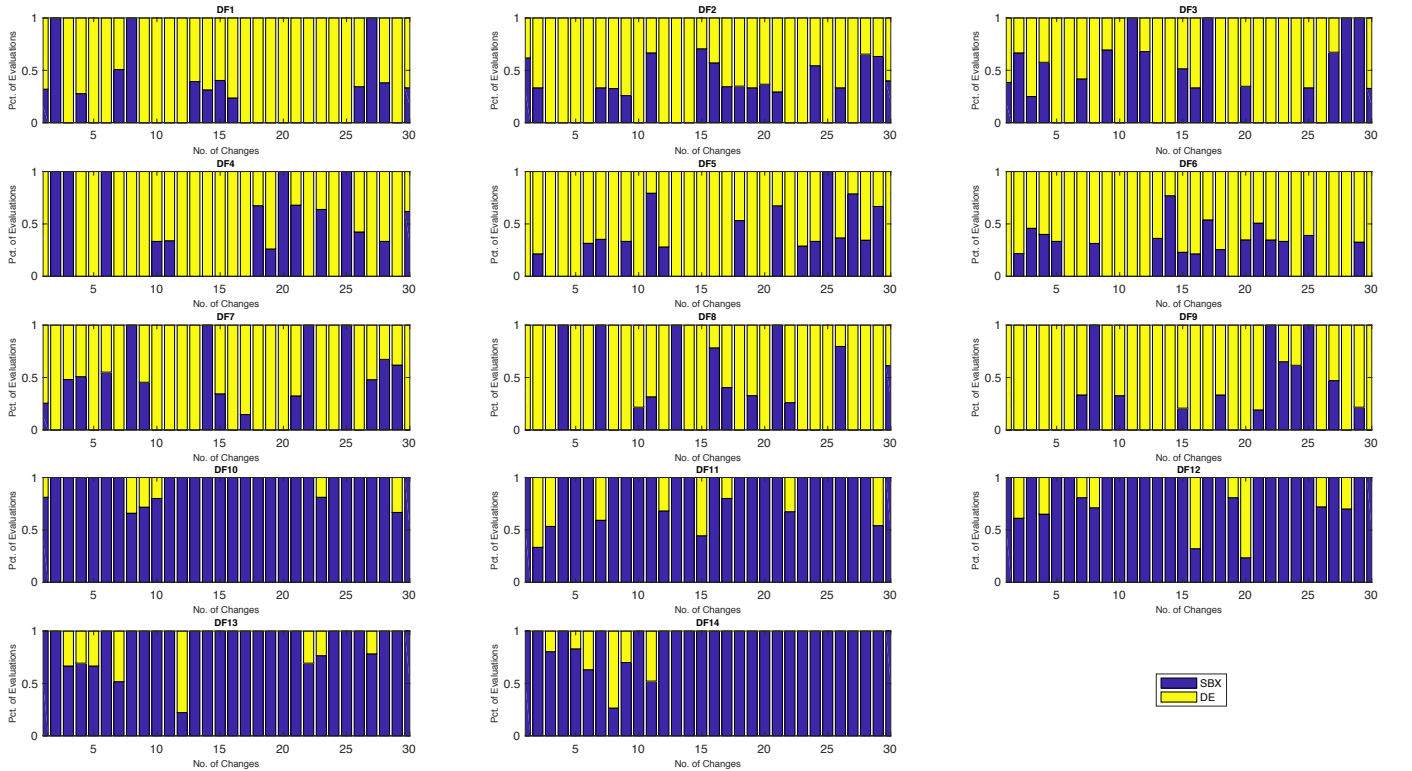 DF1
Pct. of Evaluations
1
0.5
0
5 10 15 20 25 30
No. of Changes
DF2
Pct. of Evaluations
1
0.5
0
5 10 15 20 25 30
No. of Changes
DF3
Pct. of Evaluations
1
0.5
0
5 10 15 20 25 30
No. of Changes
DF4
Pct. of Evaluations
1
0.5
0
5 10 15 20 25 30
No. of Changes
DF5
Pct. of Evaluations
1
0.5
0
5 10 15 20 25 30
No. of Changes
DF6
Pct. of Evaluations
1
0.5
0
5 10 15 20 25 30
No. of Changes
DF7
Pct. of Evaluations
1
0.5
0
5 10 15 20 25 30
No. of Changes
DF8
Pct. of Evaluations
1
0.5
0
5 10 15 20 25 30
No. of Changes
DF9
Pct. of Evaluations
1
0.5
0
5 10 15 20 25 30
No. of Changes
DF10
Pct. of Evaluations
1
0.5
0
5 10 15 20 25 30
No. of Changes
DF11
Pct. of Evaluations
1
0.5
0
5 10 15 20 25 30
No. of Changes
DF12
Pct. of Evaluations
1
0.5
0
5 10 15 20 25 30
No. of Changes
DF13
Pct. of Evaluations
1
0.5
0
5 10 15 20 25 30
No. of Changes
DF14
Pct. of Evaluations
1
0.5
0
5 10 15 20 25 30
No. of Changes
SBX
DE